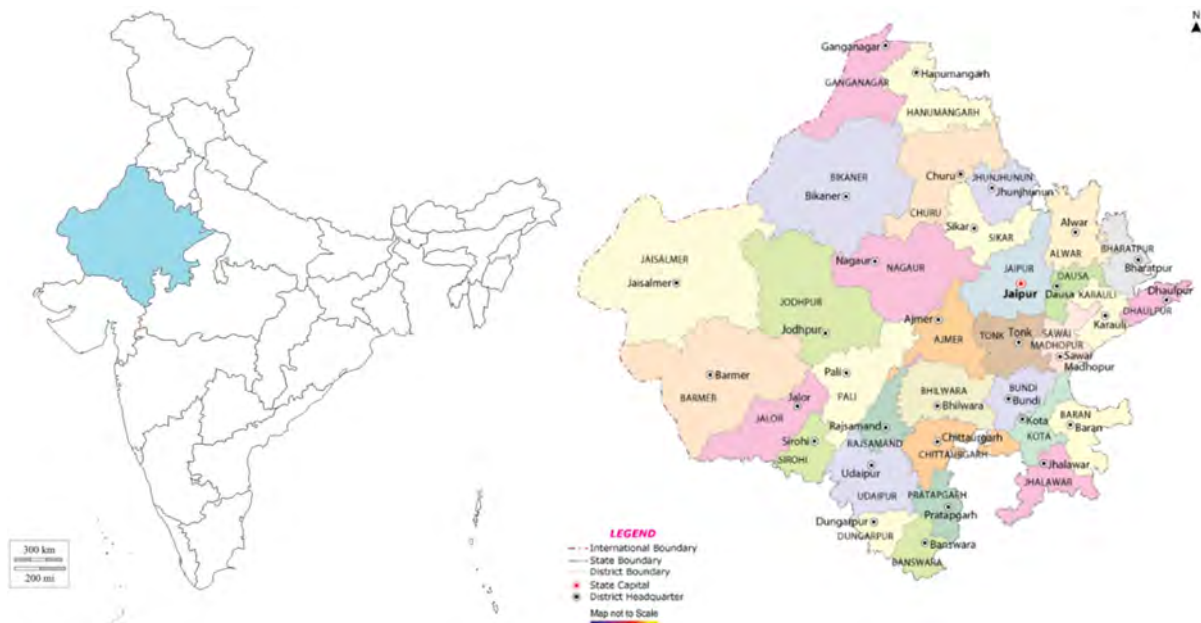 N
Ganganagar
GANGANAGAR
Hanumangarh
HANUMANGARH
BIKANER
Bikaner
Churu
CHURU
JHUNJHUNUN
Jhunjhunun
Sikar
SIKAR
Alwar
ALWAR
BHARATPUR
Bharatpur
JAISALMER
Jaisalmer
Nagaur
NAGAUR
JAIPUR
Jaipur
DAUSA
Dausa
KARAULI
Karauli
Dhaulpur
DHAULPUR
JODHPUR
Jodhpur
Ajmer
AJMER
TONK
Tonk
SAWAI
MADHOPUR
Sawai
Madhopur
Barmer
BARMER
Pali
PALI
Jalor
JALOR
BHILWARA
Bhilwara
BUNDI
Bundi
Kota
KOTA
BARAN
Baran
Sirohi
SIROHI
Rajsamand
RAJSAMAND
Chittaurgarh
CHITTAURGARH
Jhalawar
JHALAWAR
Udaipur
UDAIPUR
PRATAPGARH
Pratapgarh
Dungarpur
DUNGARPUR
Banswara
BANSWARA
300 km
200 mi
LEGEND
International Boundary
State Boundary
District Boundary
State Capital
District Headquarter
Map not to Scale